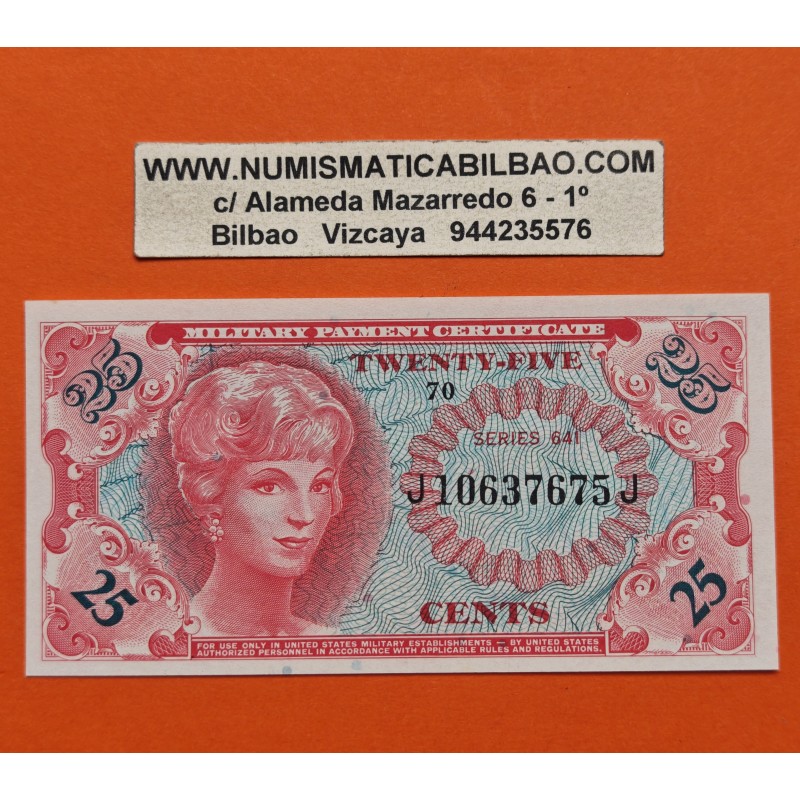 WWW.NUMISMATICABILBAO.COM
c/ Alameda Mazarredo 6 - 1º
Bilbao Vizcaya 944235576
MILITARY PAYMENT CERTIFICATE
25 TWENTY-FIVE 25
70
SERIES 641
J10637675J
25 CENTS 25
FOR USE ONLY IN UNITED STATES MILITARY ESTABLISHMENTS — BY UNITED STATES
AUTHORIZED PERSONNEL IN ACCORDANCE WITH APPLICABLE RULES AND REGULATIONS.